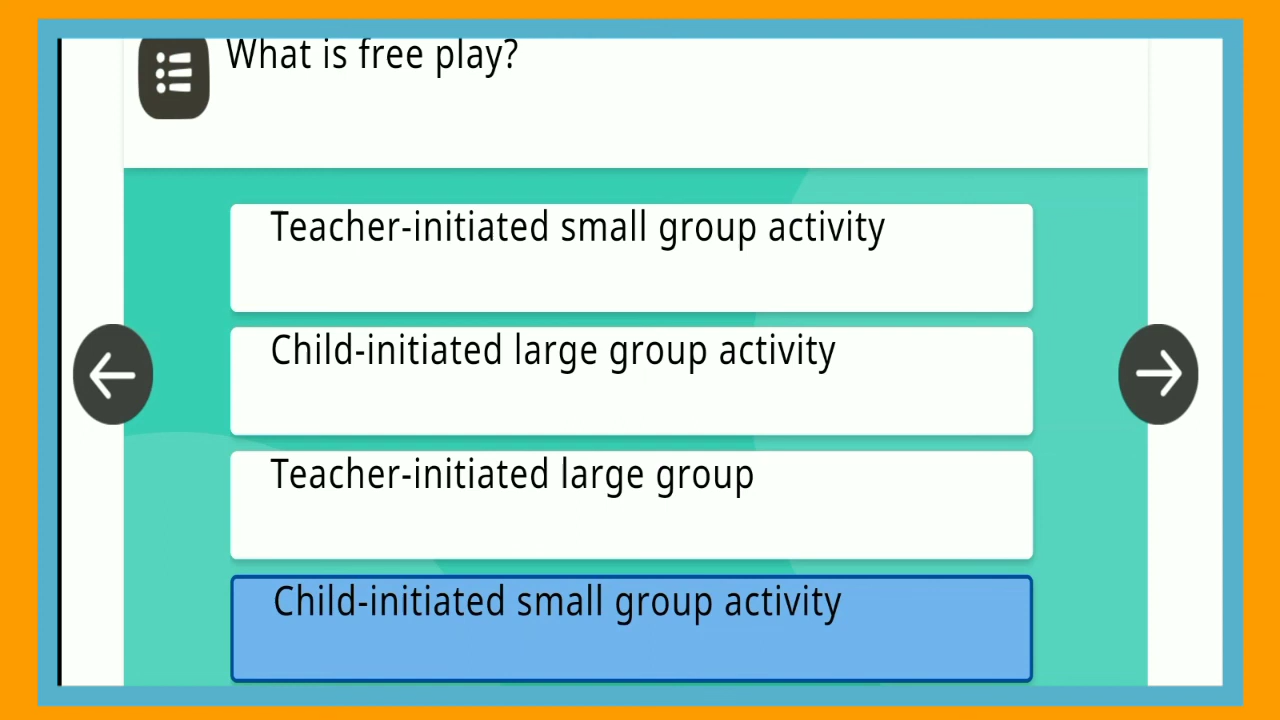 What is free play?
Teacher-initiated small group activity
Child-initiated large group activity
Teacher-initiated large group
Child-initiated small group activity